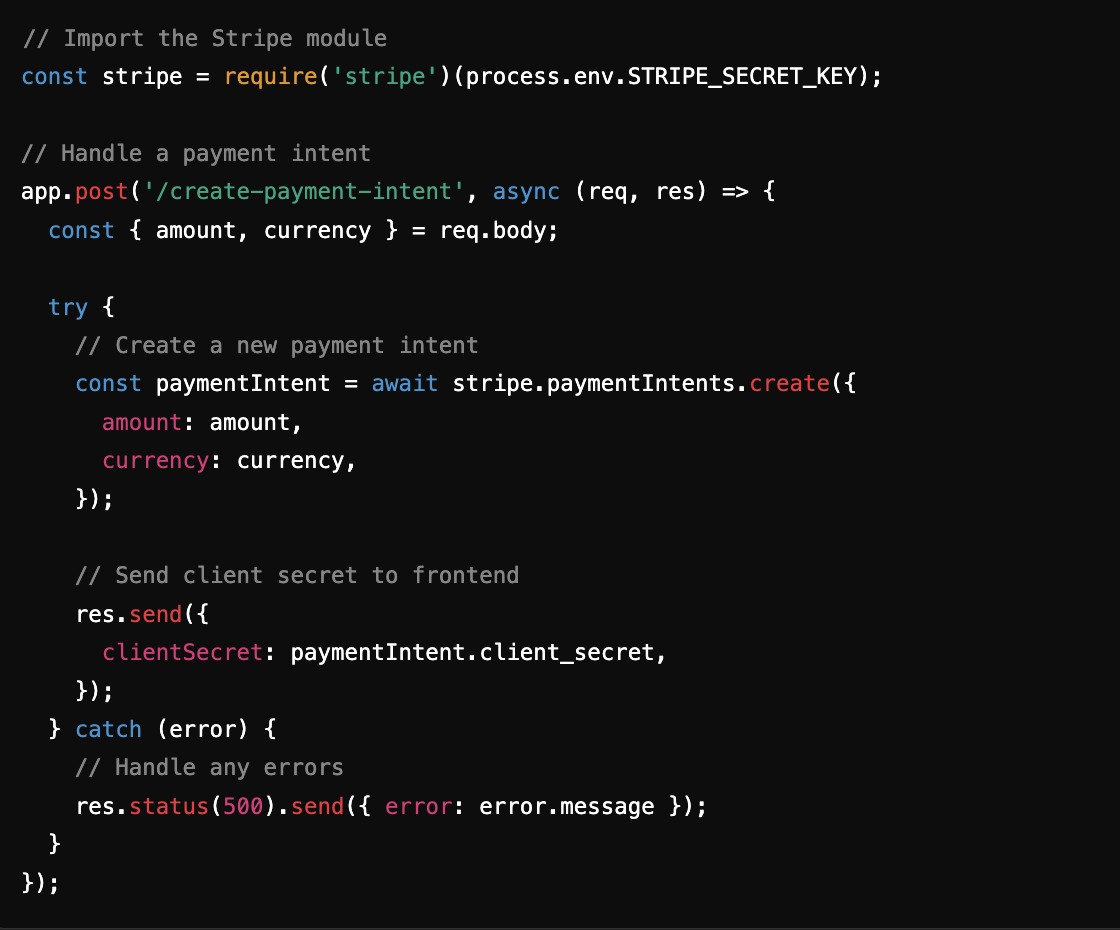 // Import the Stripe module
const stripe = require('stripe')(process.env.STRIPE_SECRET_KEY);
// Handle a payment intent
app.post('/create-payment-intent', async (req, res) => {
  const { amount, currency } = req.body;
  try {
    // Create a new payment intent
    const paymentIntent = await stripe.paymentIntents.create({
      amount: amount,
      currency: currency,
    });
    // Send client secret to frontend
    res.send({
      clientSecret: paymentIntent.client_secret,
    });
  } catch (error) {
    // Handle any errors
    res.status(500).send({ error: error.message });
  }
});